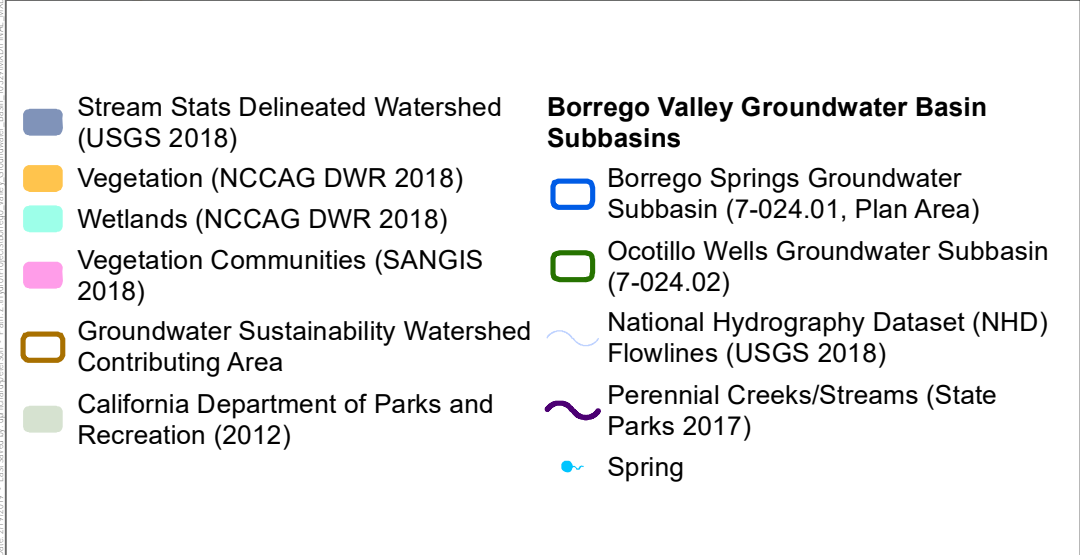 Stream Stats Delineated Watershed
(USGS 2018)
Vegetation (NCCAG DWR 2018)
Wetlands (NCCAG DWR 2018)
Vegetation Communities (SANGIS
2018)
Groundwater Sustainability Watershed
Contributing Area
California Department of Parks and
Recreation (2012)
Borrego Valley Groundwater Basin
Subbasins
Borrego Springs Groundwater
Subbasin (7-024.01, Plan Area)
Ocotillo Wells Groundwater Subbasin
(7-024.02)
National Hydrography Dataset (NHD)
Flowlines (USGS 2018)
Perennial Creeks/Streams (State
Parks 2017)
Spring